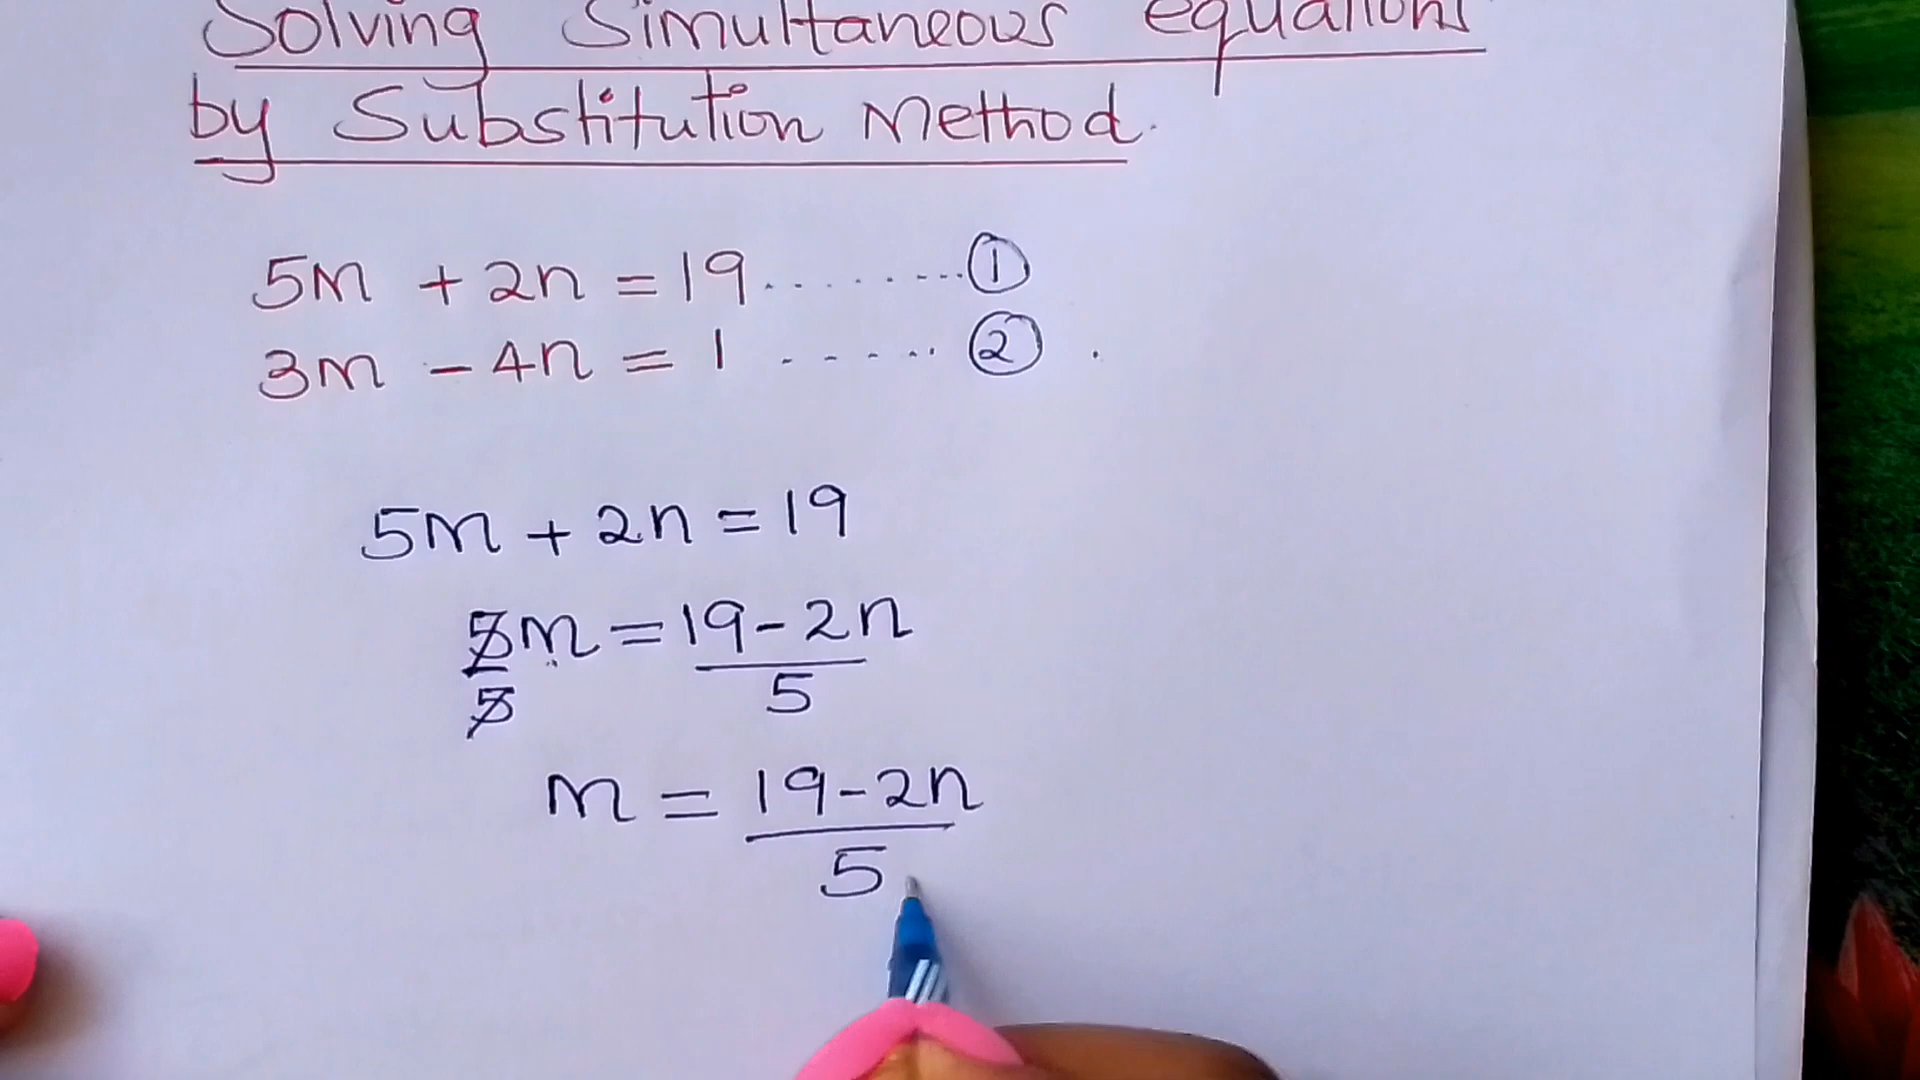 Solving Simultaneous equations
by Substitution Method.
5m + 2n = 19 ......... ①
3m - 4n = 1 ...... ② .
5m + 2n = 19
5m = 19 - 2n
5 5
m = 19 - 2n
5